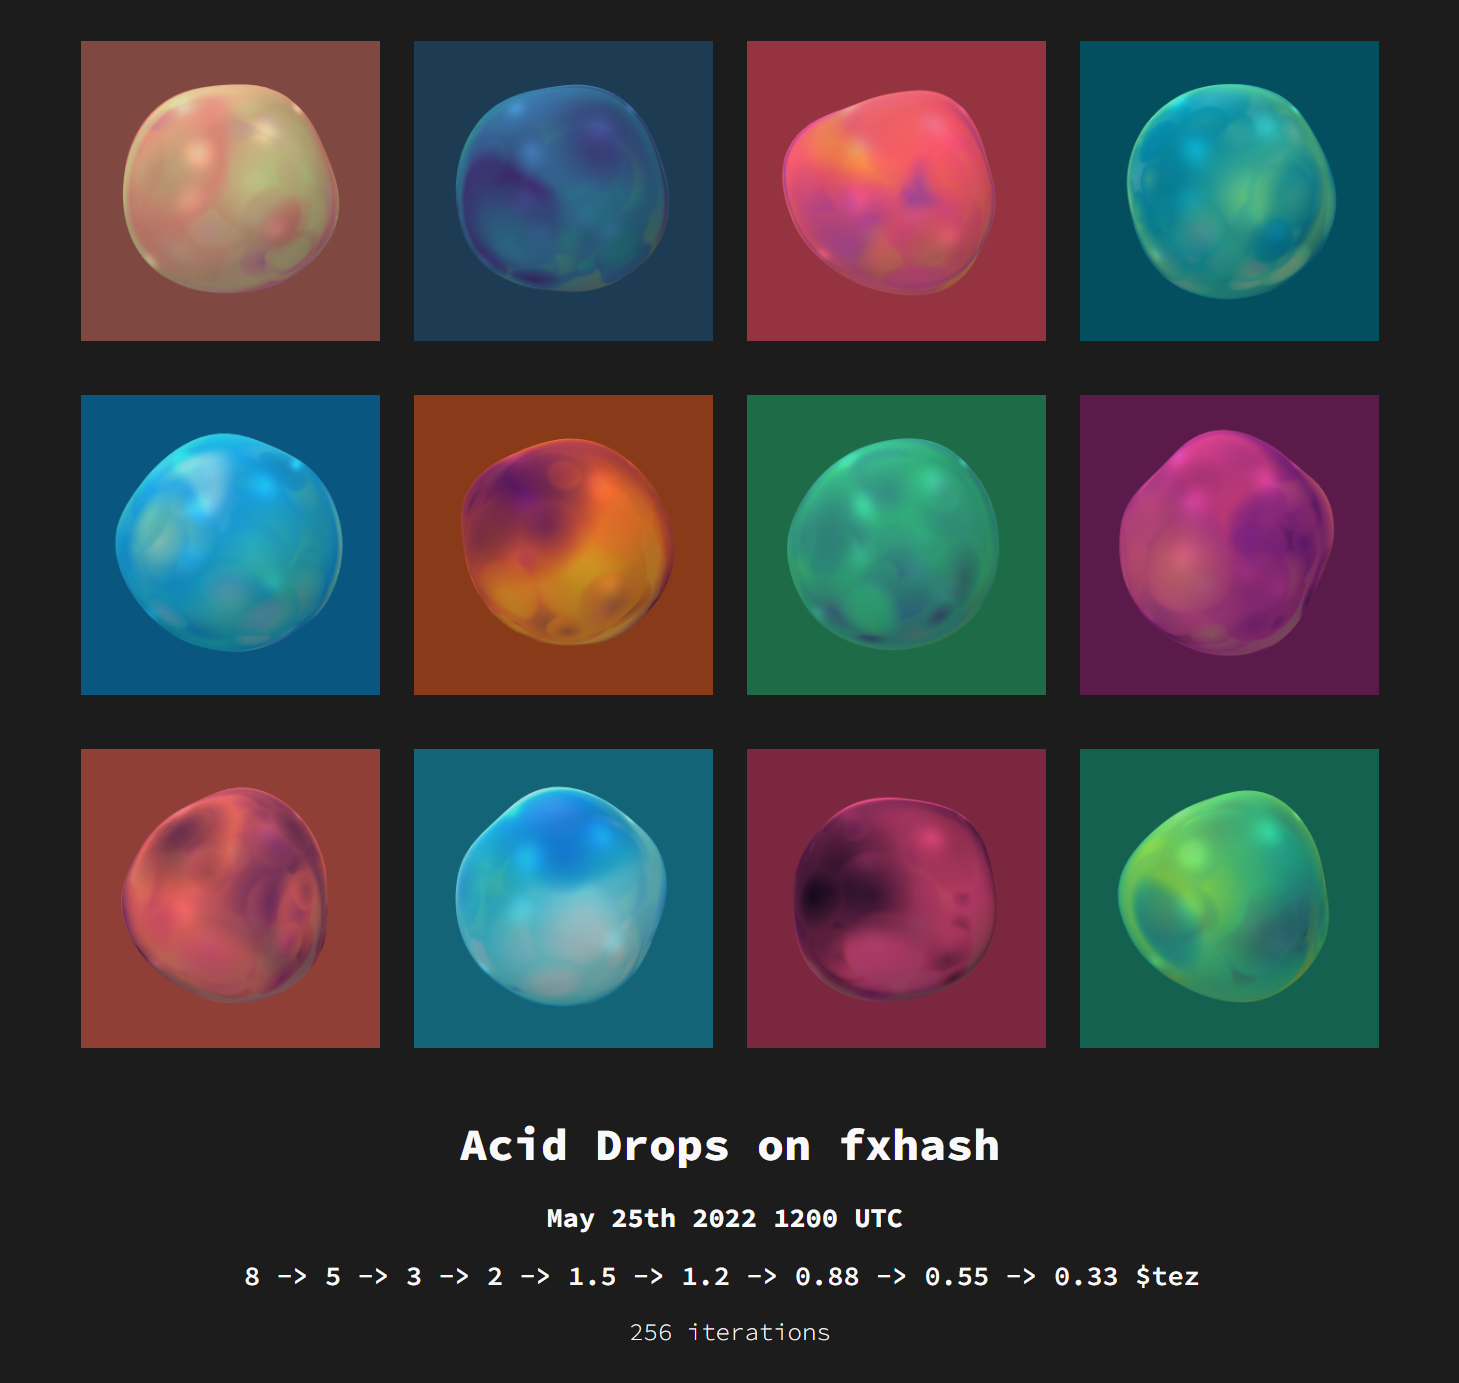 Acid Drops on fxhash
May 25th 2022 1200 UTC
8 -> 5 -> 3 -> 2 -> 1.5 -> 1.2 -> 0.88 -> 0.55 -> 0.33 $tez
256 iterations